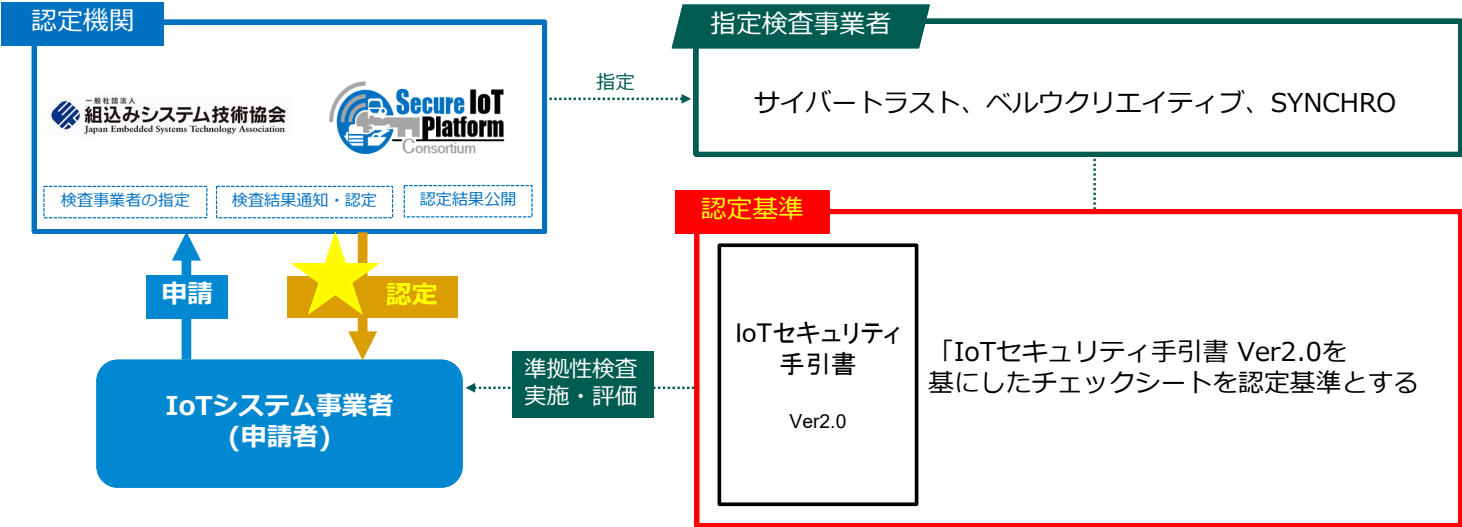 認定機関
一般社団法人
組込みシステム技術協会
Japan Embedded Systems Technology Association
Secure IoT
Platform
Consortium
検査事業者の指定
検査結果通知・認定
認定結果公開
指定
指定検査事業者
サイバートラスト、ベルウクリエイティブ、SYNCHRO
申請
認定
IoTシステム事業者
(申請者)
準拠性検査
実施・評価
認定基準
IoTセキュリティ
手引書
Ver2.0
「IoTセキュリティ手引書 Ver2.0を
基にしたチェックシートを認定基準とする